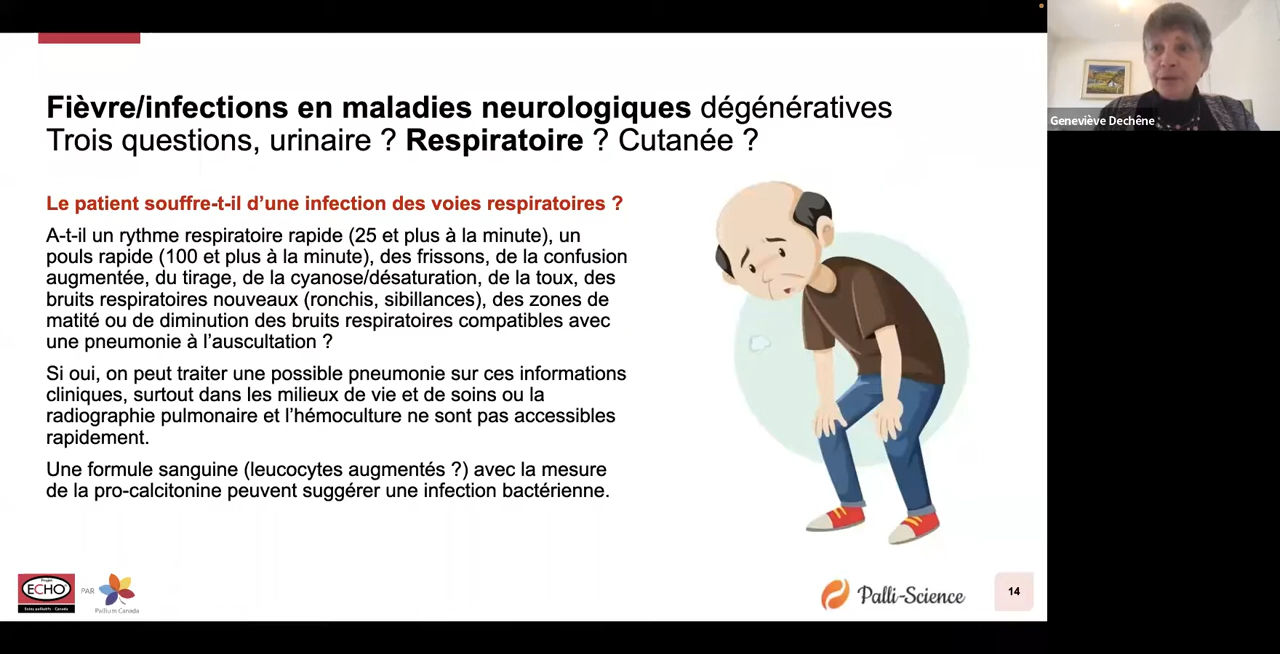 Fièvre/infections en maladies neurologiques dégénératives
Trois questions, urinaire ? Respiratoire ? Cutanée ?
Le patient souffre-t-il d’une infection des voies respiratoires ?
A-t-il un rythme respiratoire rapide (25 et plus à la minute), un
pouls rapide (100 et plus à la minute), des frissons, de la confusion
augmentée, du tirage, de la cyanose/désaturation, de la toux, des
bruits respiratoires nouveaux (ronchis, sibillances), des zones de
matité ou de diminution des bruits respiratoires compatibles avec
une pneumonie à l’auscultation ?
Si oui, on peut traiter une possible pneumonie sur ces informations
cliniques, surtout dans les milieux de vie et de soins ou la
radiographie pulmonaire et l’hémoculture ne sont pas accessibles
rapidement.
Une formule sanguine (leucocytes augmentés ?) avec la mesure
de la pro-calcitonine peuvent suggérer une infection bactérienne.
Geneviève Dechêne
Projet
ECHO
Soins palliatifs Canada
PAR
Pallium Canada
Palli-Science
14